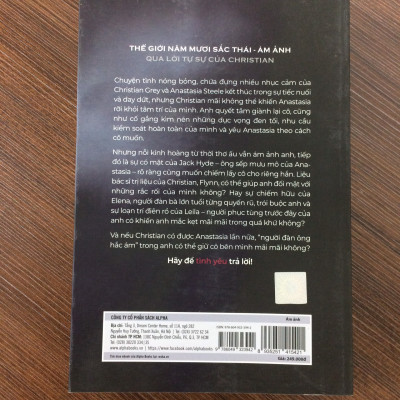 THẾ GIỚI NĂM MƯƠI SẮC THÁI - ÁM ẢNH
QUA LỜI TỰ SỰ CỦA CHRISTIAN
Chuyện tình nóng bỏng, chứa đựng nhiều nhục cảm của
Christian Grey và Anastasia Steele kết thúc trong sự tiếc nuối
và day dứt, nhưng Christian mãi không thể khiến Anastasia
rời khỏi tâm trí của mình. Anh quyết tâm giành lại cô, cũng
như cố gắng kìm nén những dục vọng đen tối, nhu cầu
kiểm soát hoàn toàn của mình và yêu Anastasia theo cách
cô muốn.
Nhưng nỗi kinh hoàng từ thời thơ ấu vẫn ám ảnh anh, tiếp
đó là sự có mặt của Jack Hyde – ông sếp mưu mô của Ana-
stasia – rõ ràng cũng muốn chiếm lấy cô cho riêng hắn. Liệu
bác sĩ trị liệu của Christian, Flynn, có thể giúp anh đối mặt với
những rắc rối của mình không? Hay sự chiếm hữu của
Elena, người đàn bà lớn tuổi từng quyến rũ, trói buộc anh và
sự loạn trí điên rồ của Leila – người phục tùng trước đây của
anh có khiến anh mắc kẹt mãi mãi trong quá khứ không?
Và nếu Christian có được Anastasia lần nữa, "người đàn ông
hắc ám" trong anh có thể giữ cô bên mình mãi mãi không?
Hãy để tình yêu trả lời!
CÔNG TY CỔ PHẦN SÁCH ALPHA
Ám ảnh
Giá: 249.000đ